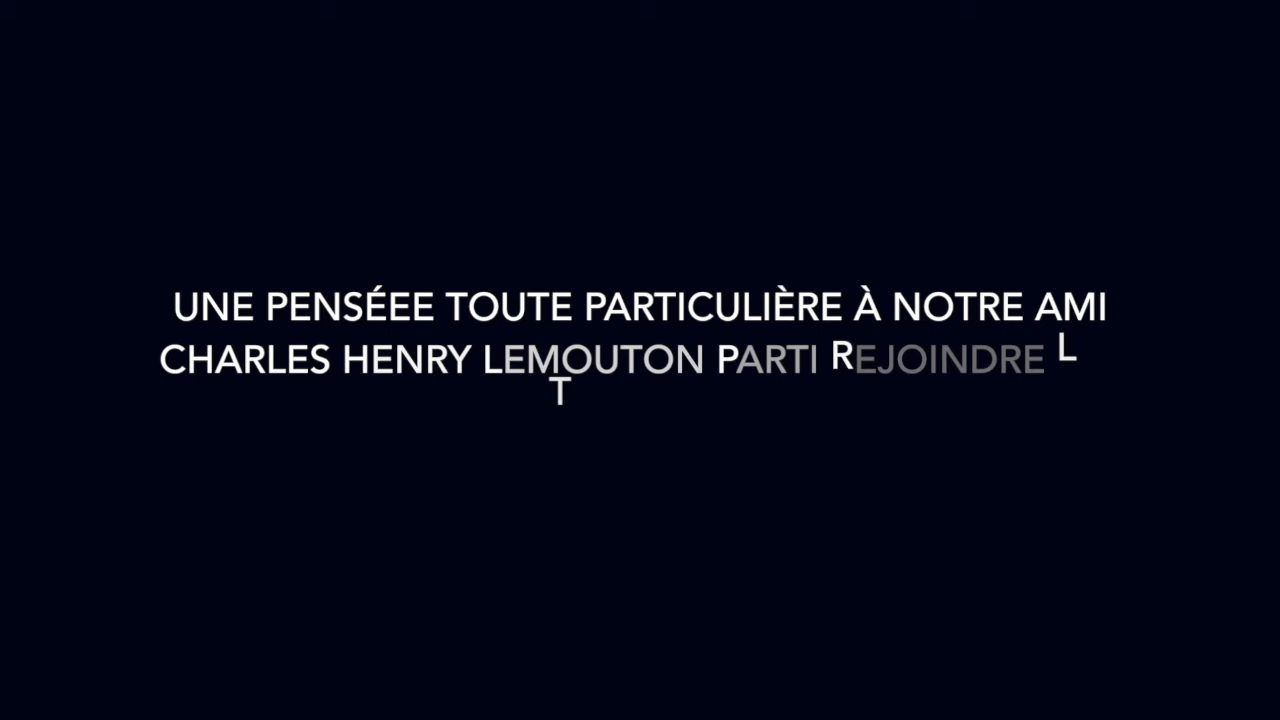 UNE PENSÉEE TOUTE PARTICULIÈRE À NOTRE AMI
CHARLES HENRY LEMOUTON PARTI REJOINDRE L
T